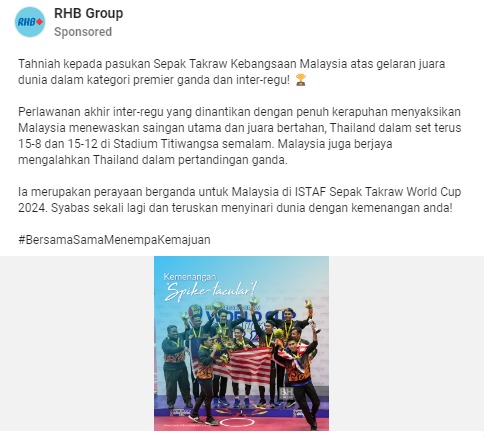 RHB Group
RHB
Sponsored
Tahniah kepada pasukan Sepak Takraw Kebangsaan Malaysia atas gelaran juara
dunia dalam kategori premier ganda dan inter-regu! 🏆
Perlawanan akhir inter-regu yang dinantikan dengan penuh kerapuhan menyaksikan
Malaysia menewaskan saingan utama dan juara bertahan, Thailand dalam set terus
15-8 dan 15-12 di Stadium Titiwangsa semalam. Malaysia juga berjaya
mengalahkan Thailand dalam pertandingan ganda.
Ia merupakan perayaan berganda untuk Malaysia di ISTAF Sepak Takraw World Cup
2024. Syabas sekali lagi dan teruskan menyinari dunia dengan kemenangan anda!
#BersamaSamaMenempaKemajuan
Kemenangan
'Spike-tacular'!
WORLD CUP